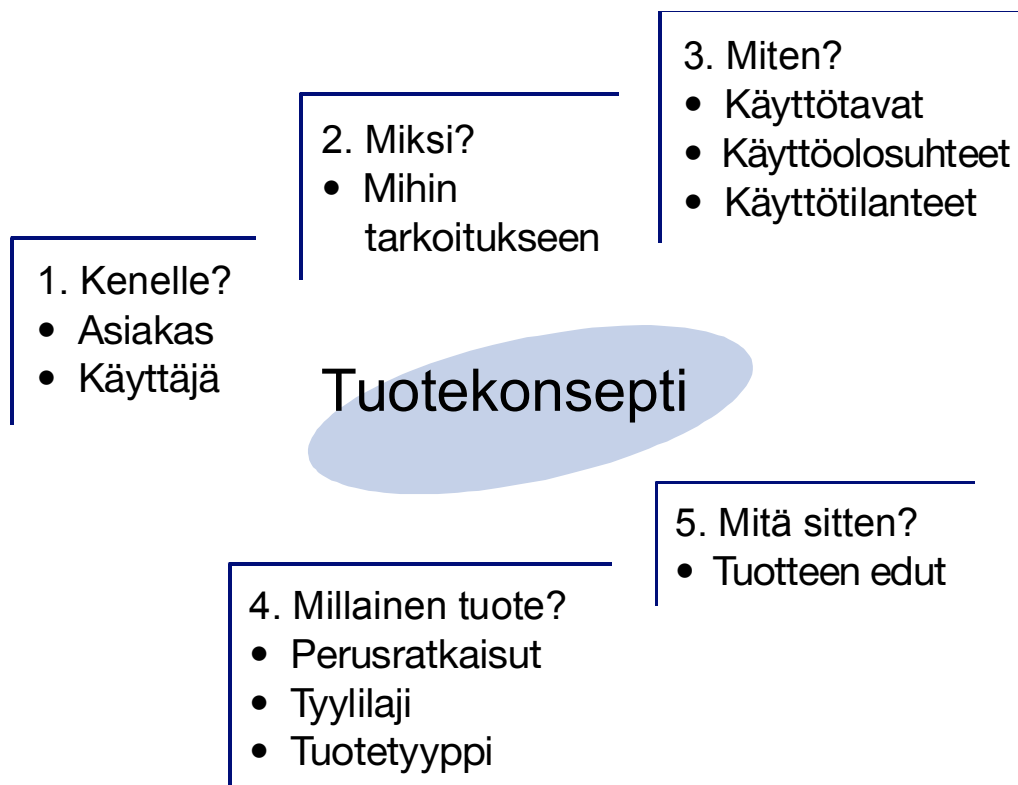 1. Kenelle?
• Asiakas
• Käyttäjä
2. Miksi?
• Mihin
tarkoitukseen
3. Miten?
• Käyttötavat
• Käyttöolosuhteet
• Käyttötilanteet
Tuotekonsepti
4. Millainen tuote?
• Perusratkaisut
• Tyylilaji
• Tuotetyyppi
5. Mitä sitten?
• Tuotteen edut